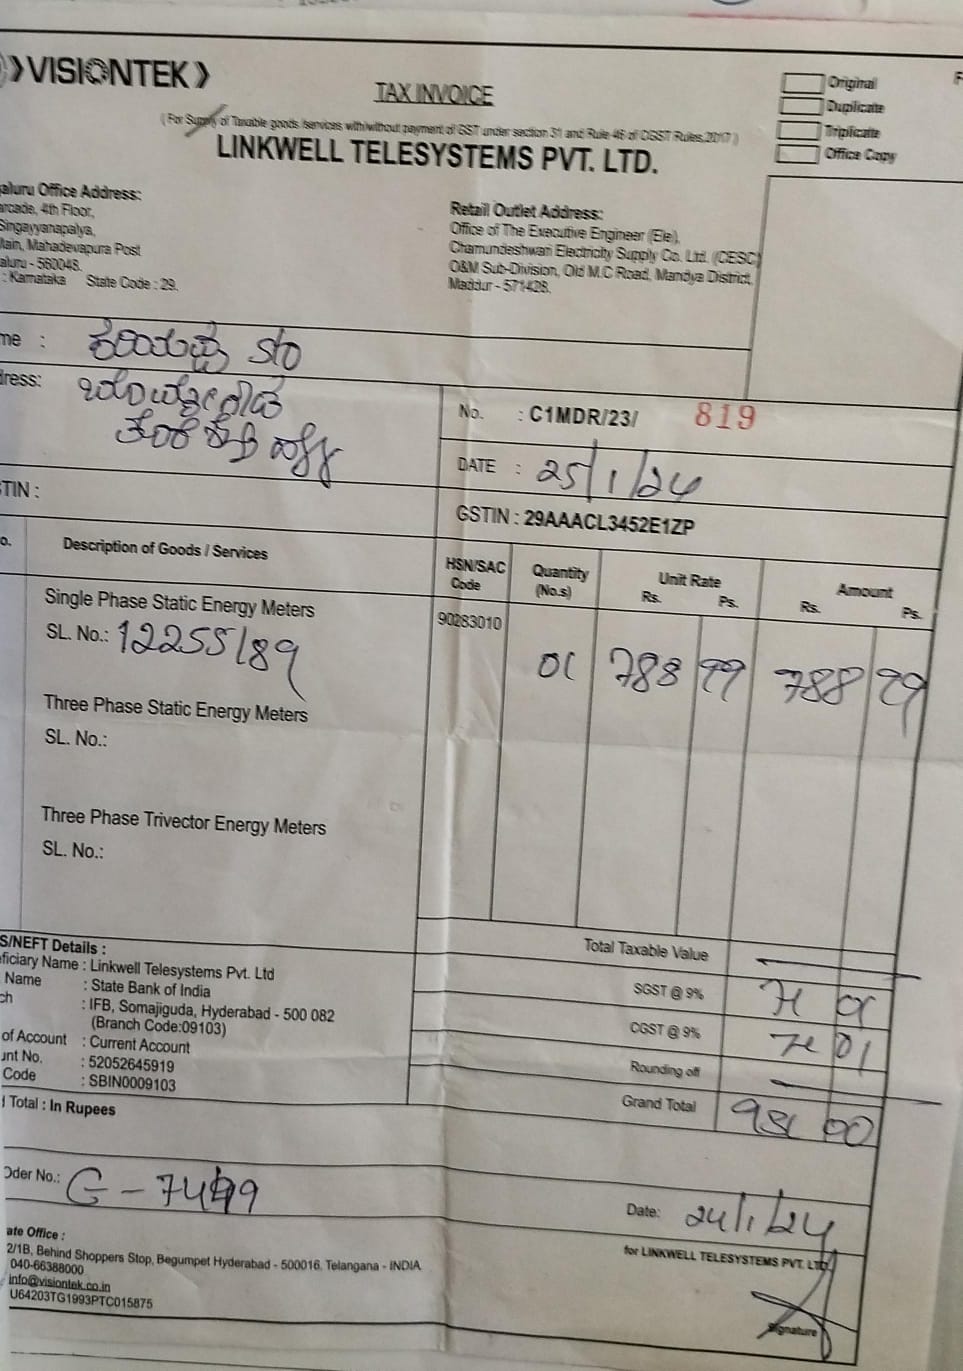 VISIONTEK
TAX INVOICE
(For Supply of Taxable goods /services with/without payment of GST under section 31 and Rule 46 of CGST Rules,2017)
LINKWELL TELESYSTEMS PVT. LTD.
Original
Duplicate
Triplicate
Office Copy
aluru Office Address:
arcade, 4th Floor,
Singayyanapalya,
Main, Mahadevapura Post
aluru - 560048.
: Karnataka State Code : 29.
Retail Outlet Address:
Office of The Executive Engineer (Ele),
Chamundeshwari Electricity Supply Co. Ltd. (CESC)
O&M Sub-Division, Old M.C Road, Mandya District,
Maddur - 571428.
me : S/o
ress:
No. : C1MDR/23/ 819
DATE : 25/1/24
TIN :
GSTIN : 29AAACL3452E1ZP
o. Description of Goods / Services HSN/SAC Code Quantity (No.s) Unit Rate Rs. Ps. Amount Rs. Ps.
Single Phase Static Energy Meters 90283010
SL. No.: 12255189 01 788 99 788 99
Three Phase Static Energy Meters
SL. No.:
Three Phase Trivector Energy Meters
SL. No.:
Total Taxable Value —
SGST @ 9% 71 01
CGST @ 9% 71 01
Rounding off —
Grand Total 931 00
S/NEFT Details :
ficiary Name : Linkwell Telesystems Pvt. Ltd
Name : State Bank of India
ch : IFB, Somajiguda, Hyderabad - 500 082
(Branch Code:09103)
of Account : Current Account
unt No. : 52052645919
Code : SBIN0009103
l Total : In Rupees
Oder No.: G-7499
Date: 24/1/24
for LINKWELL TELESYSTEMS PVT. LTD.
Signature
ate Office :
2/1B, Behind Shoppers Stop, Begumpet Hyderabad - 500016. Telangana - INDIA
040-66388000
info@visiontek.co.in
U64203TG1993PTC015875